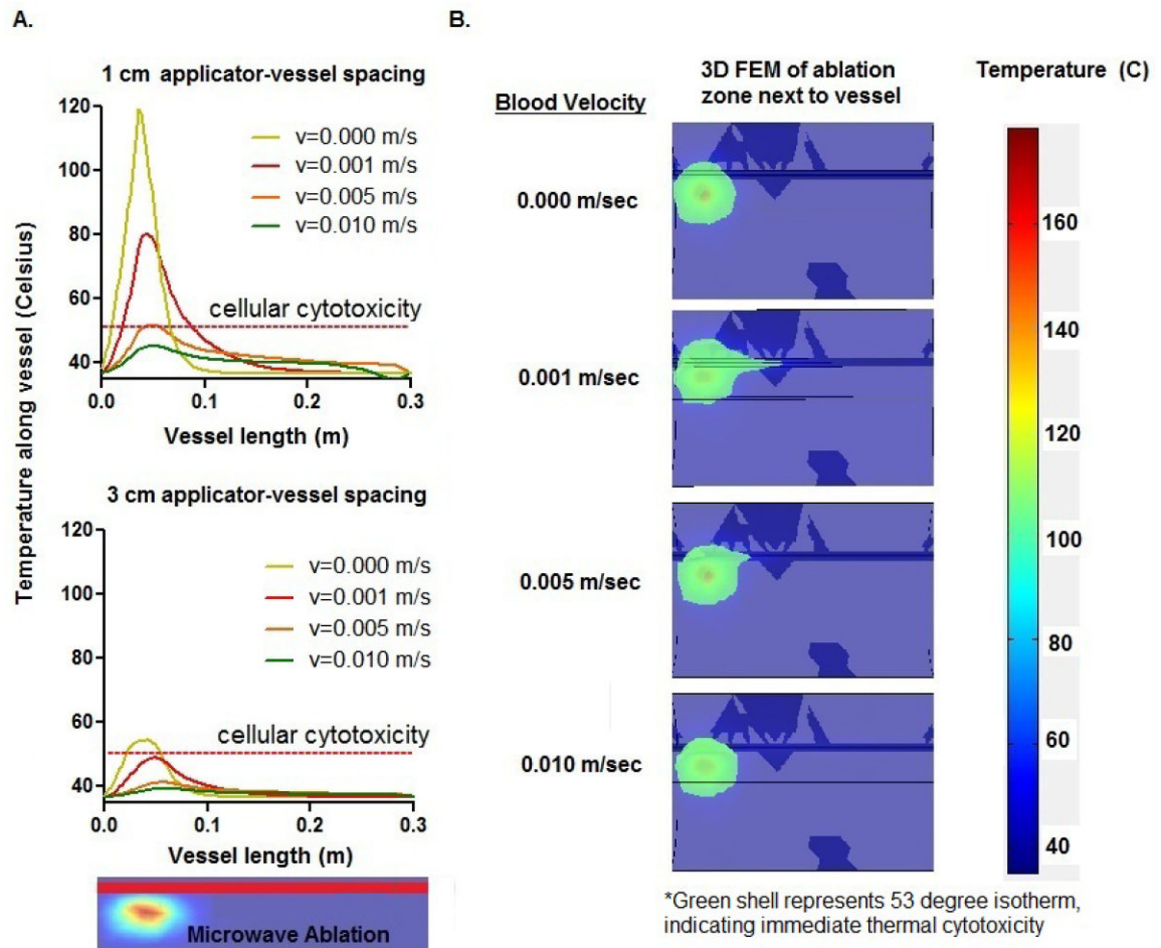 A.
1 cm applicator-vessel spacing
Temperature along vessel (Celsius)
120
100
80
60
40
v=0.000 m/s
v=0.001 m/s
v=0.005 m/s
v=0.010 m/s
cellular cytotoxicity
0.0 0.1 0.2 0.3
Vessel length (m)
3 cm applicator-vessel spacing
120
100
80
60
40
v=0.000 m/s
v=0.001 m/s
v=0.005 m/s
v=0.010 m/s
cellular cytotoxicity
0.0 0.1 0.2 0.3
Vessel length (m)
Microwave Ablation
B.
Blood Velocity
3D FEM of ablation
zone next to vessel
Temperature (C)
0.000 m/sec
0.001 m/sec
0.005 m/sec
0.010 m/sec
160
140
120
100
80
60
40
*Green shell represents 53 degree isotherm,
indicating immediate thermal cytotoxicity